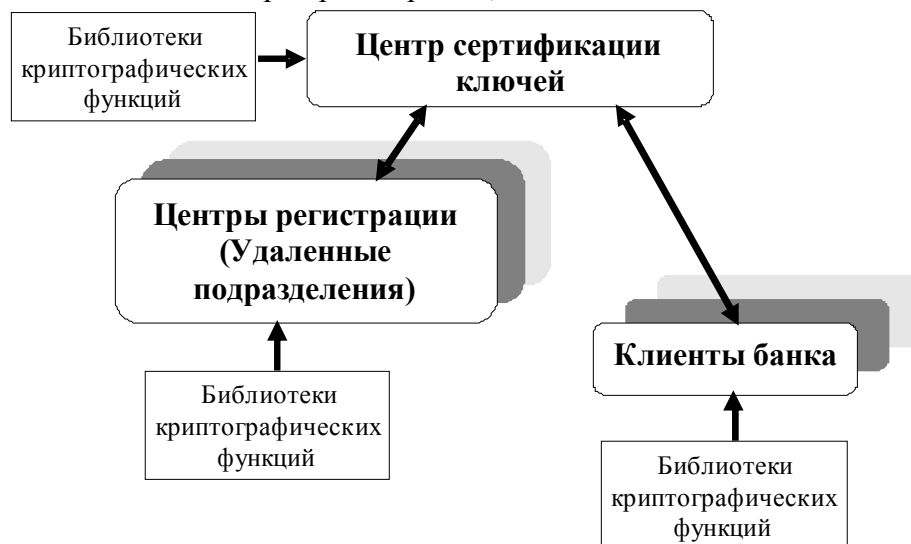 Библиотеки
криптографических
функций
Центр сертификации
ключей
Центры регистрации
(Удаленные
подразделения)
Клиенты банка
Библиотеки
криптографических
функций
Библиотеки
криптографических
функций